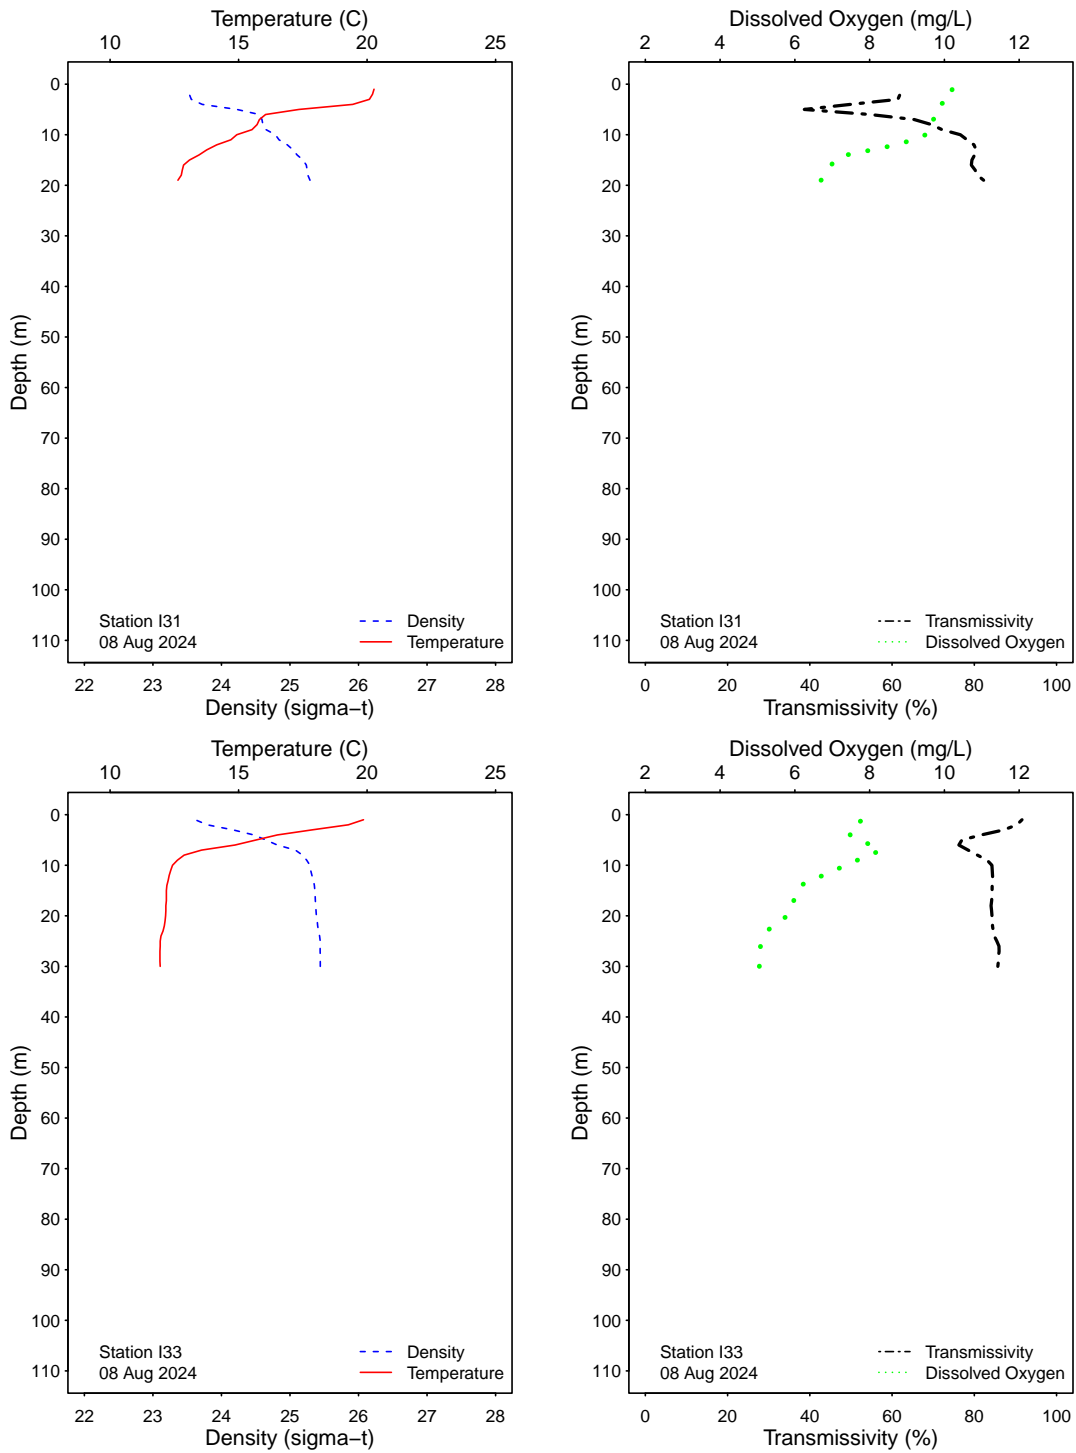 Temperature (C)
10 15 20 25
0
10
20
30
40
50
60
70
80
90
100
110
Depth (m)
Station I31
08 Aug 2024
Density
Temperature
22 23 24 25 26 27 28
Density (sigma−t)
Dissolved Oxygen (mg/L)
2 4 6 8 10 12
0
10
20
30
40
50
60
70
80
90
100
110
Depth (m)
Station I31
08 Aug 2024
Transmissivity
Dissolved Oxygen
0 20 40 60 80 100
Transmissivity (%)
Temperature (C)
10 15 20 25
0
10
20
30
40
50
60
70
80
90
100
110
Depth (m)
Station I33
08 Aug 2024
Density
Temperature
22 23 24 25 26 27 28
Density (sigma−t)
Dissolved Oxygen (mg/L)
2 4 6 8 10 12
0
10
20
30
40
50
60
70
80
90
100
110
Depth (m)
Station I33
08 Aug 2024
Transmissivity
Dissolved Oxygen
0 20 40 60 80 100
Transmissivity (%)